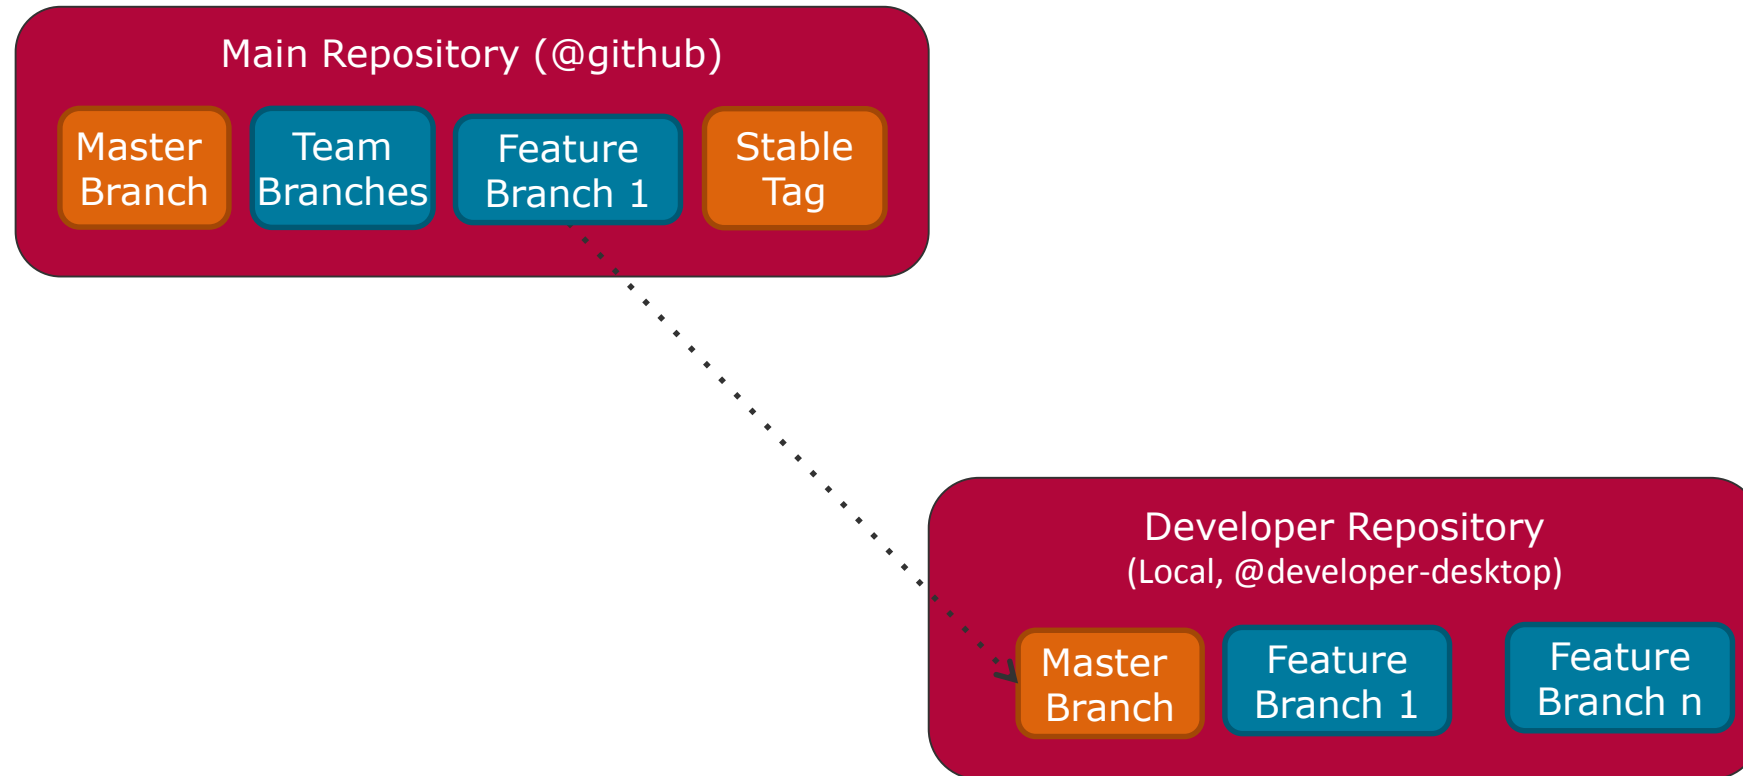 Main Repository (@github)
Master
Branch
Team
Branches
Feature
Branch 1
Stable
Tag
Developer Repository
(Local, @developer-desktop)
Master
Branch
Feature
Branch 1
Feature
Branch n